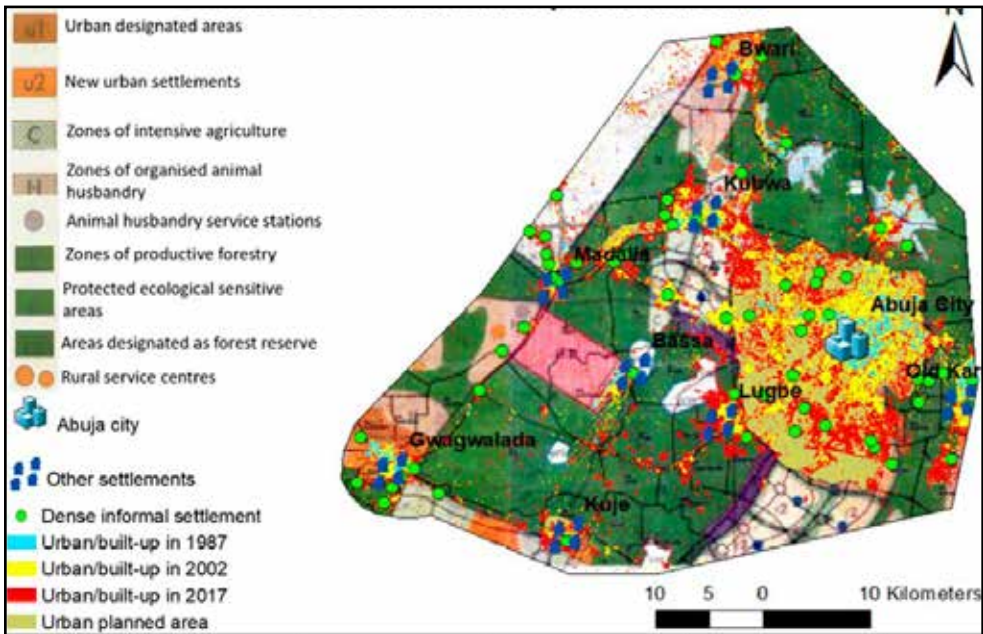 N
u1 Urban designated areas
u2 New urban settlements
C Zones of intensive agriculture
H Zones of organised animal
husbandry
Animal husbandry service stations
Zones of productive forestry
Protected ecological sensitive
areas
Areas designated as forest reserve
Rural service centres
Abuja city
Other settlements
Dense informal settlement
Urban/built-up in 1987
Urban/built-up in 2002
Urban/built-up in 2017
Urban planned area
Bwari
Kubwa
Madalla
Abuja City
Bassa
Old Kar
Lugbe
Gwagwalada
Kuje
10 5 0 10 Kilometers